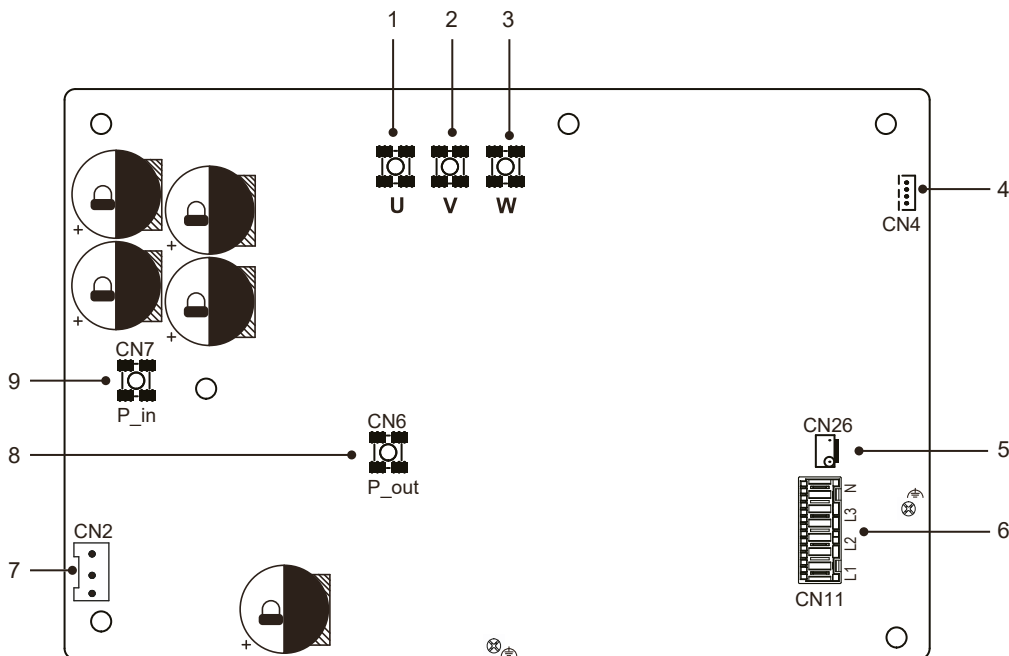 1 2 3
U V W
4
CN4
CN7
9
P_in
CN6
8
P_out
CN26
5
N
L3
6
L2
L1
CN11
CN2
7
+
+
+
+
+